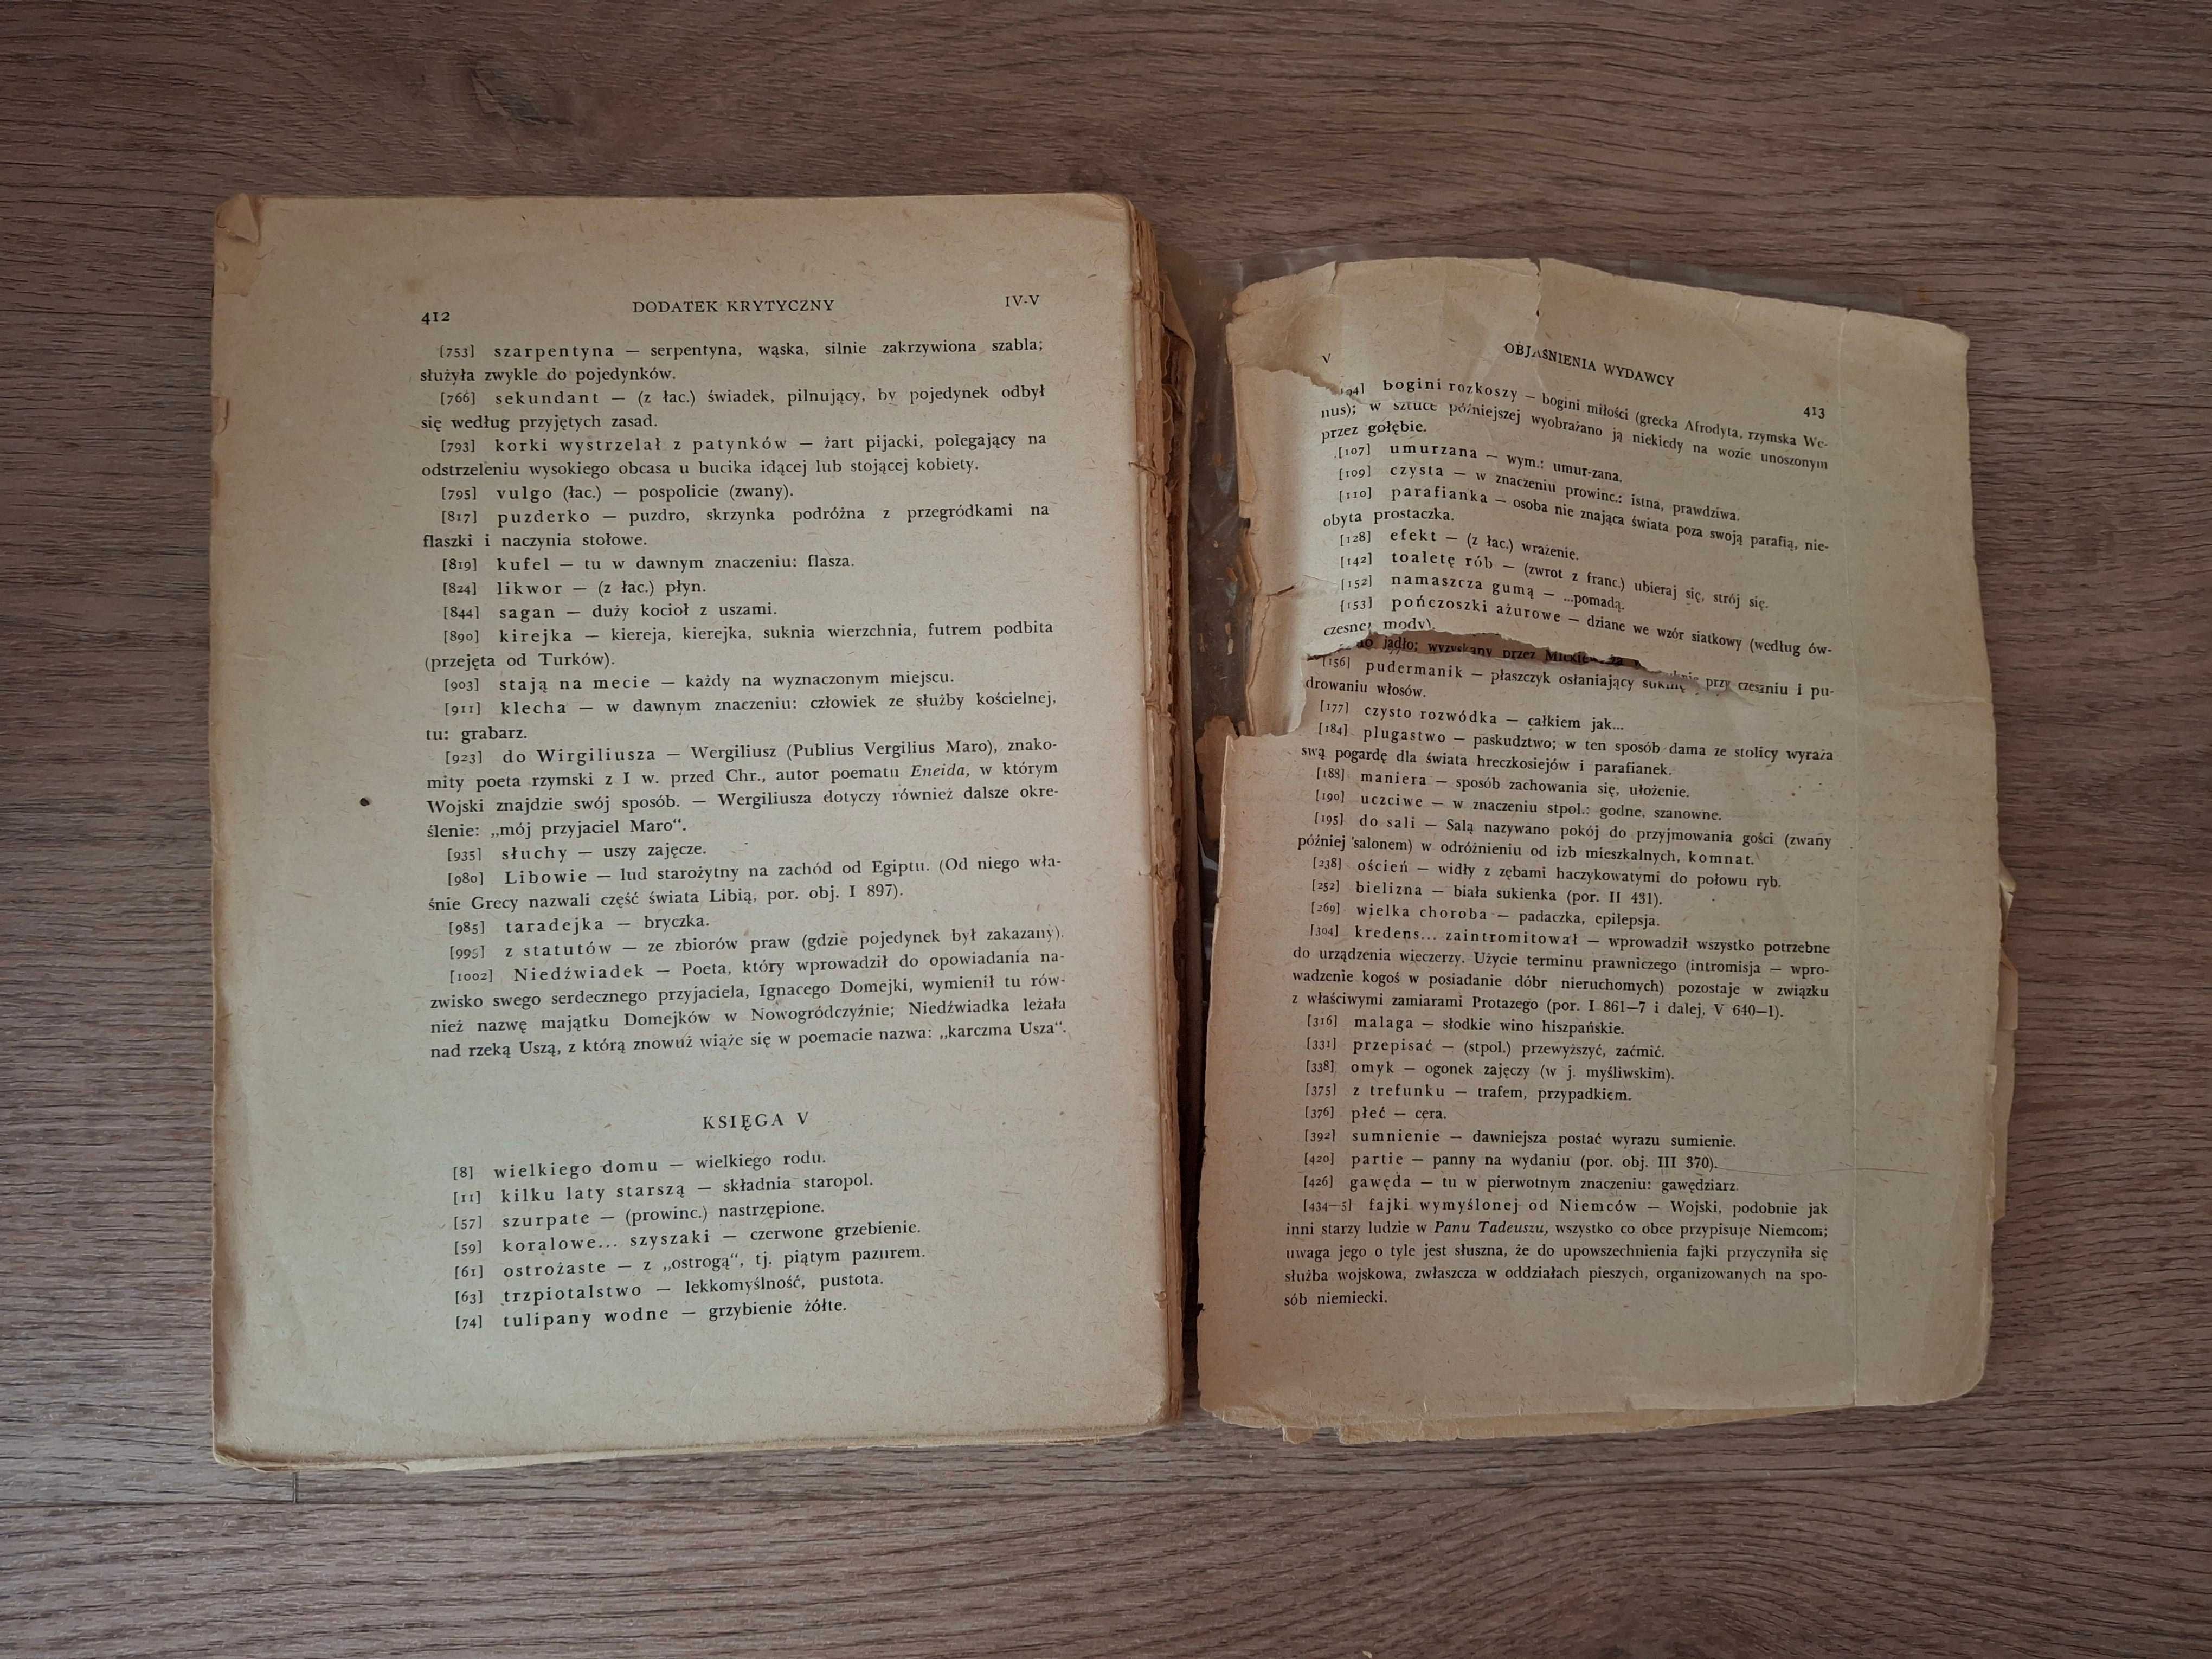 412 DODATEK KRYTYCZNY IV-V
[753] szarpentyna — serpentyna, wąska, silnie zakrzywiona szabla;
służyła zwykle do pojedynków.
[766] sekundant — (z łac.) świadek, pilnujący, by pojedynek odbył
się według przyjętych zasad.
[793] korki wystrzelał z patynków — żart pijacki, polegający na
odstrzeleniu wysokiego obcasa u bucika idącej lub stojącej kobiety.
[795] vulgo (łac.) — pospolicie (zwany).
[817] puzderko — puzdro, skrzynka podróżna z przegródkami na
flaszki i naczynia stołowe.
[819] kufel — tu w dawnym znaczeniu: flasza.
[824] likwor — (z łac.) płyn.
[844] sagan — duży kocioł z uszami.
[890] kirejka — kiereja, kierejka, suknia wierzchnia, futrem podbita
(przejęta od Turków).
[903] stają na mecie — każdy na wyznaczonym miejscu.
[911] klecha — w dawnym znaczeniu: człowiek ze służby kościelnej,
tu: grabarz.
[923] do Wirgiliusza — Wergiliusz (Publius Vergilius Maro), znako-
mity poeta rzymski z I w. przed Chr., autor poematu Eneida, w którym
Wojski znajdzie swój sposób. — Wergiliusza dotyczy również dalsze okre-
ślenie: „mój przyjaciel Maro“.
[935] słuchy — uszy zajęcze.
[980] Libowie — lud starożytny na zachód od Egiptu. (Od niego wła-
śnie Grecy nazwali część świata Libią, por. obj. I 897).
[985] taradejka — bryczka.
[995] z statutów — ze zbiorów praw (gdzie pojedynek był zakazany).
[1002] Niedźwiadek — Poeta, który wprowadził do opowiadania na-
zwisko swego serdecznego przyjaciela, Ignacego Domejki, wymienił tu rów-
nież nazwę majątku Domejków w Nowogródczyźnie; Niedźwiadka leżała
nad rzeką Uszą, z którą znowuż wiąże się w poemacie nazwa: „karczma Usza“.
KSIĘGA V
[8] wielkiego domu — wielkiego rodu.
[11] kilku laty starszą — składnia staropol.
[57] szurpate — (prowinc.) nastrzępione.
[59] koralowe... szyszaki — czerwone grzebienie.
[61] ostrożaste — z „ostrogą“, tj. piątym pazurem.
[63] trzpiotalstwo — lekkomyślność, pustota.
[74] tulipany wodne — grzybienie żółte.
V OBJAŚNIENIA WYDAWCY 413
bogini rozkoszy — bogini miłości (grecka Afrodyta, rzymska We-
nus); w sztuce późniejszej wyobrażano ją niekiedy na wozie unoszonym
przez gołębie.
[107] umurzana — wym.: umur-zana.
[109] czysta — w znaczeniu prowinc.: istna, prawdziwa.
[110] parafianka — osoba nie znająca świata poza swoją parafią, nie-
obyta prostaczka.
[128] efekt — (z łac.) wrażenie.
[142] toaletę rób — (zwrot z franc.) ubieraj się, strój się.
[152] namaszcza gumą — ...pomadą.
[153] pończoszki ażurowe — dziane we wzór siatkowy (według ów-
czesnej mody).
jadło; wyzyskany przez
[156] pudermanik — płaszczyk osłaniający suknię przy czesaniu i pu-
drowaniu włosów.
[177] czysto rozwódka — całkiem jak...
[184] plugastwo — paskudztwo; w ten sposób dama ze stolicy wyraża
swą pogardę dla świata hreczkosiejów i parafianek.
[188] maniera — sposób zachowania się, ułożenie.
[190] uczciwe — w znaczeniu stpol.: godne, szanowne.
[195] do sali — Salą nazywano pokój do przyjmowania gości (zwany
później salonem) w odróżnieniu od izb mieszkalnych, komnat.
[238] oścień — widły z zębami haczykowatymi do połowu ryb.
[252] bielizna — biała sukienka (por. II 431).
[269] wielka choroba — padaczka, epilepsja.
[304] kredens... zaintromitował — wprowadził wszystko potrzebne
do urządzenia wieczerzy. Użycie terminu prawniczego (intromisja — wpro-
wadzenie kogoś w posiadanie dóbr nieruchomych) pozostaje w związku
z właściwymi zamiarami Protazego (por. I 861—7 i dalej, V 640—1).
[316] malaga — słodkie wino hiszpańskie.
[331] przepisać — (stpol.) przewyższyć, zaćmić.
[338] omyk — ogonek zajęczy (w j. myśliwskim).
[375] z trefunku — trafem, przypadkiem.
[376] płeć — cera.
[392] sumnienie — dawniejsza postać wyrazu sumienie.
[420] partie — panny na wydaniu (por. obj. III 370).
[426] gawęda — tu w pierwotnym znaczeniu: gawędziarz.
[434—5] fajki wymyślonej od Niemców — Wojski, podobnie jak
inni starzy ludzie w Panu Tadeuszu, wszystko co obce przypisuje Niemcom;
uwaga jego o tyle jest słuszna, że do upowszechnienia fajki przyczyniła się
służba wojskowa, zwłaszcza w oddziałach pieszych, organizowanych na spo-
sób niemiecki.